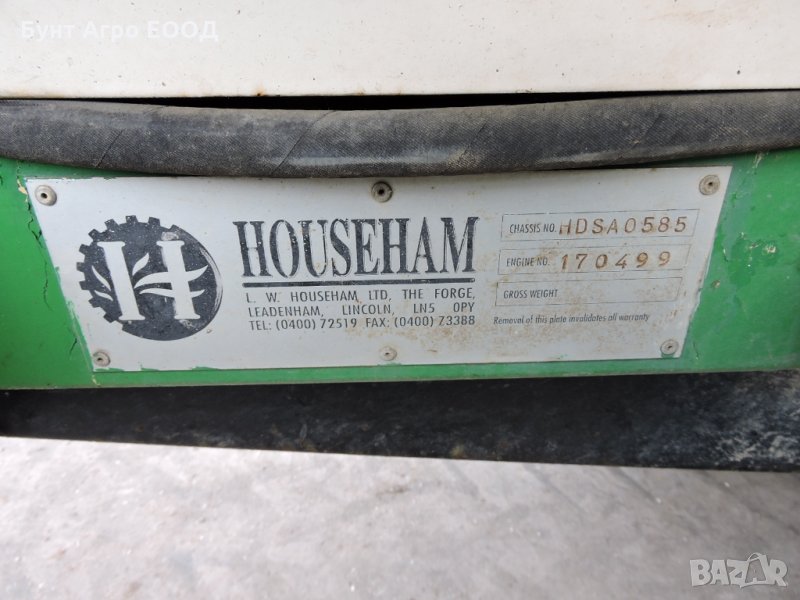 Бунт Агро ЕООД
H
HOUSEHAM
L. W. HOUSEHAM LTD, THE FORGE,
LEADENHAM, LINCOLN, LN5 0PY
TEL: (0400) 72519 FAX: (0400) 73388
CHASSIS NO. HDSA0585
ENGINE NO. 170499
GROSS WEIGHT
Removal of this plate invalidates all warranty
BAZAR